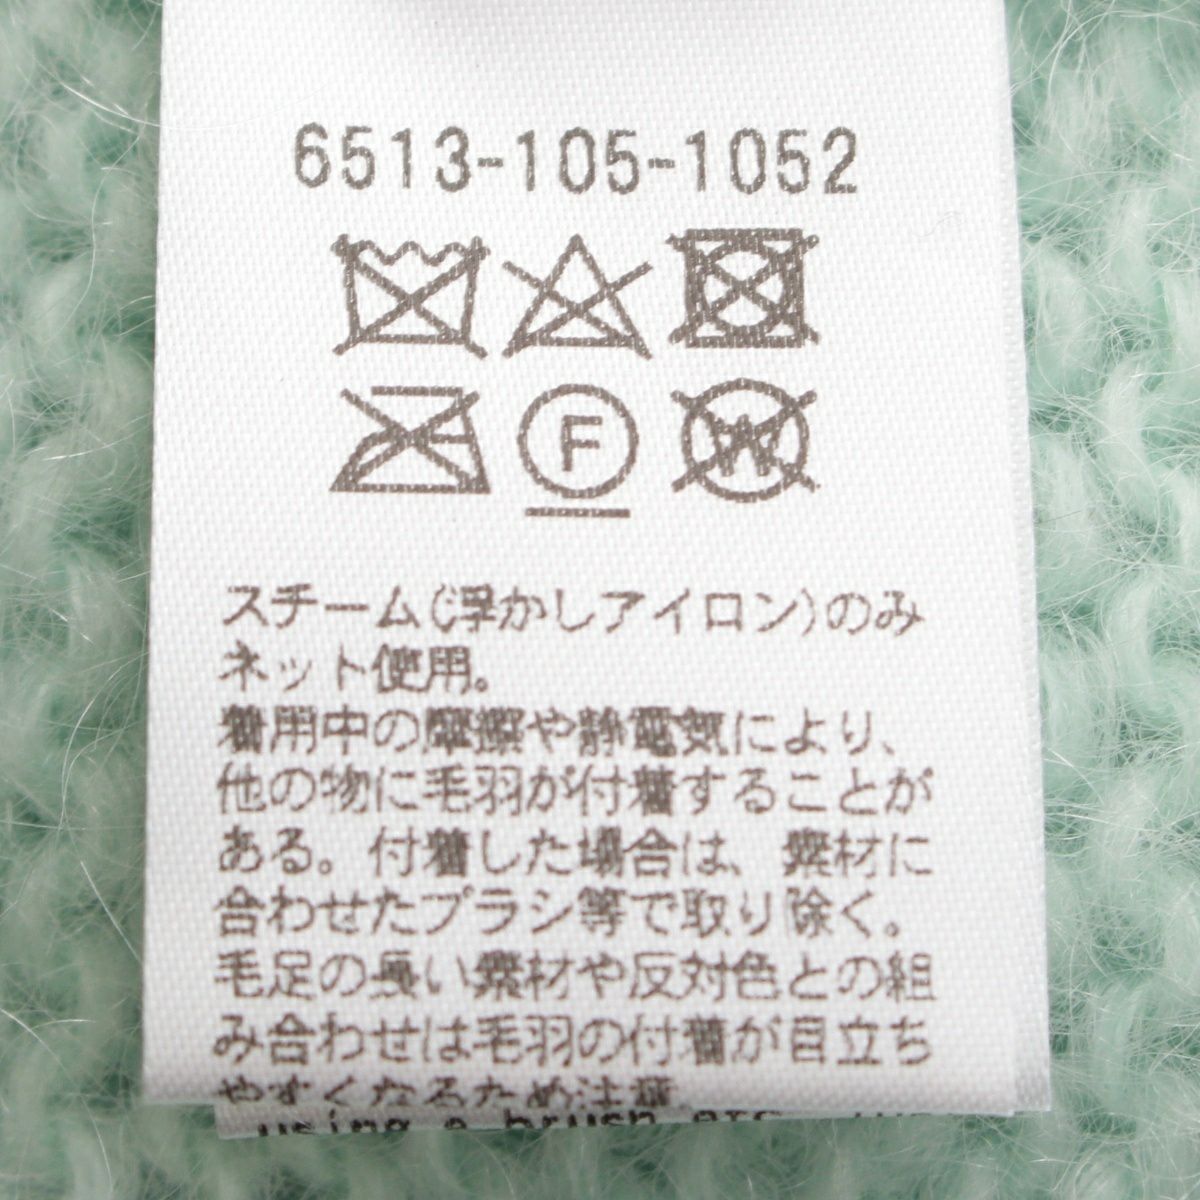 6513-105-1052
F
W
スチーム(浮かしアイロン)のみ
ネット使用。
着用中の摩擦や静電気により、
他の物に毛羽が付着することが
ある。付着した場合は、素材に
合わせたブラシ等で取り除く。
毛足の長い素材や反対色との組
み合わせは毛羽の付着が目立ち
やすくなるため注意
using a brush etc.